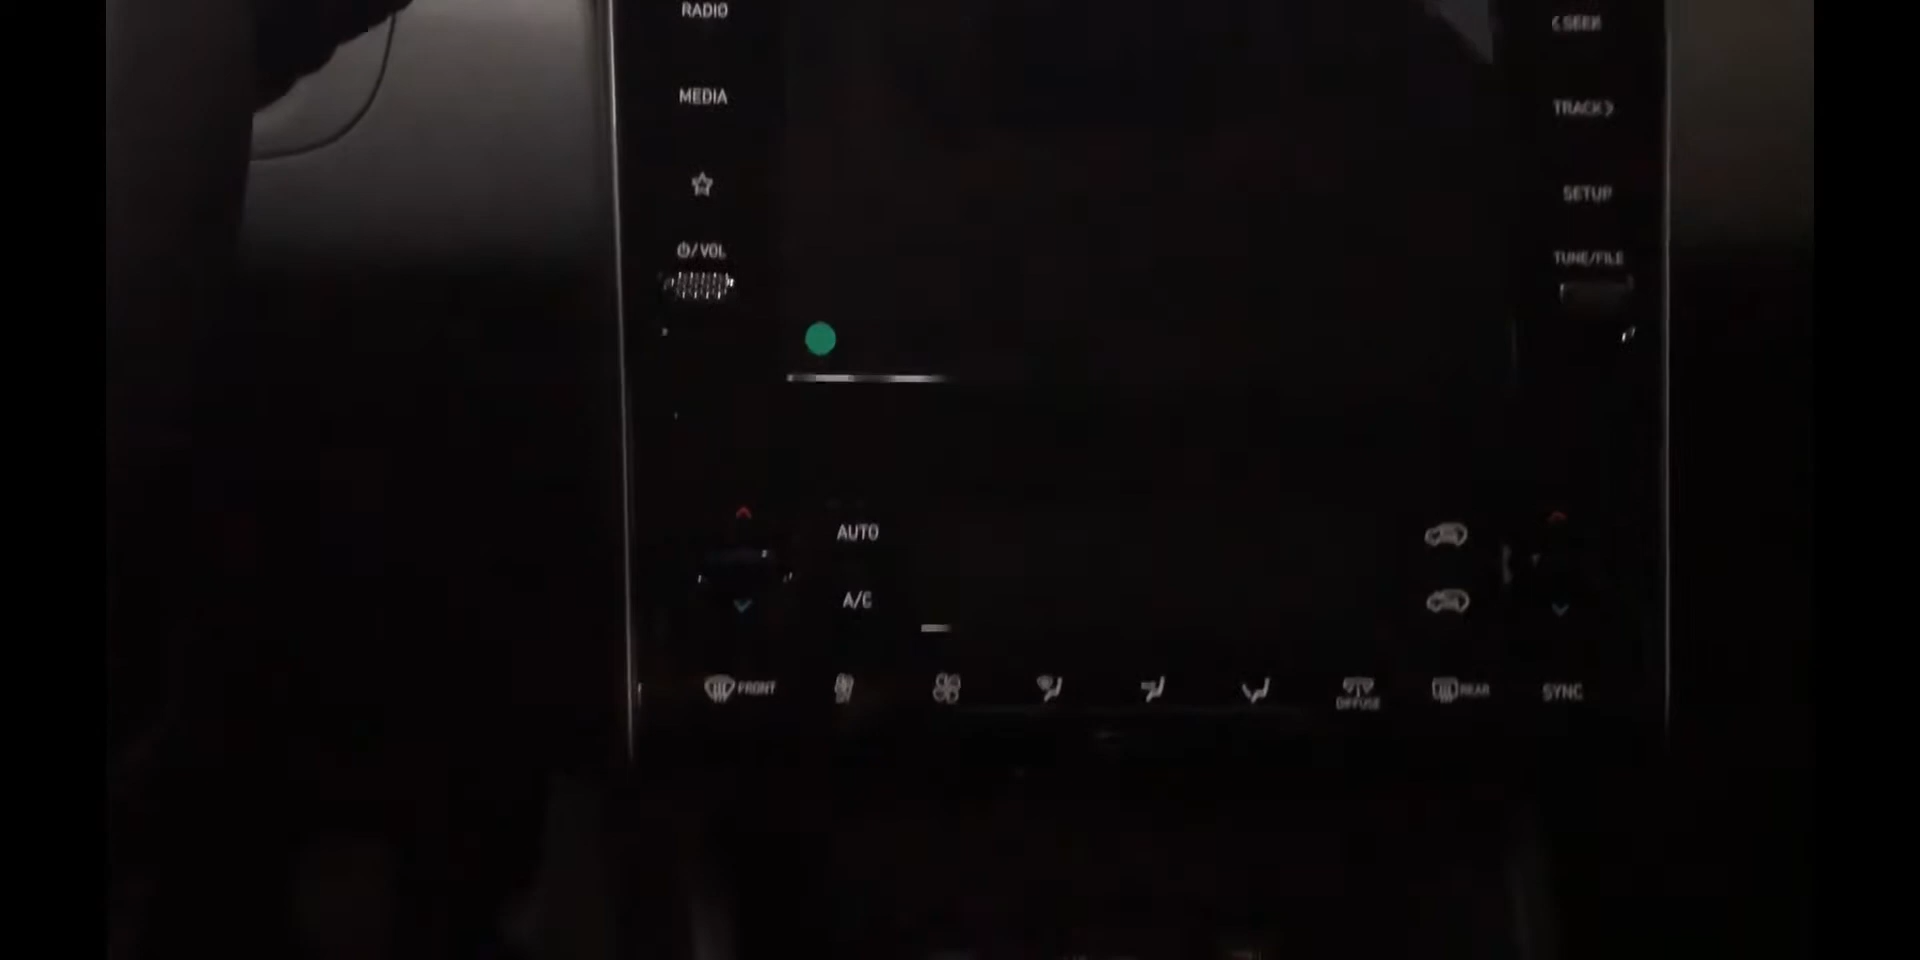 RADIO
MEDIA
/VOL
<SEEK
TRACK>
SETUP
TUNE/FILE
AUTO
A/C
FRONT
DIFFUSE
REAR
SYNC